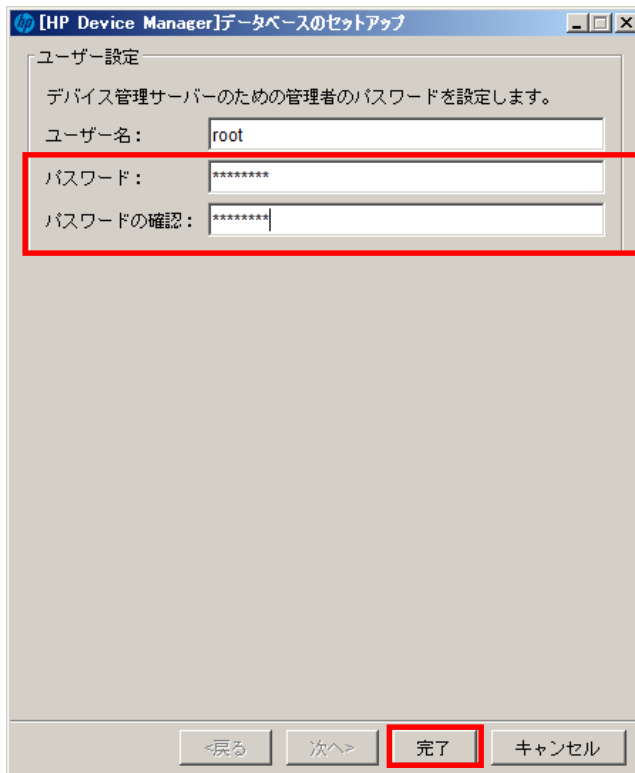 hp [HP Device Manager]データベースのセットアップ
ユーザー設定
デバイス管理サーバーのための管理者のパスワードを設定します。
ユーザー名： root
パスワード： ********
パスワードの確認： ********
<戻る 次へ> 完了 キャンセル